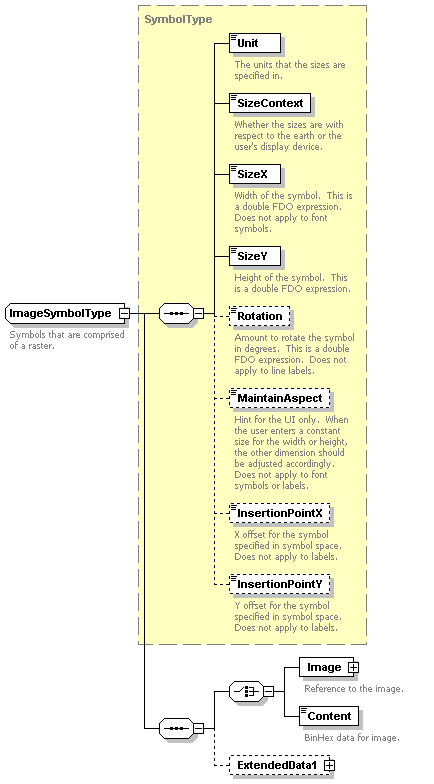 SymbolType
Unit
The units that the sizes are
specified in.
SizeContext
Whether the sizes are with
respect to the earth or the
user's display device.
SizeX
Width of the symbol.  This is
a double FDO expression.
Does not apply to font
symbols.
SizeY
Height of the symbol.  This
is a double FDO expression.
ImageSymbolType
Symbols that are comprised
of a raster.
Rotation
Amount to rotate the symbol
in degrees.  This is a double
FDO expression.  Does not
apply to line labels.
MaintainAspect
Hint for the UI only.  When
the user enters a constant
size for the width or height,
the other dimension should
be adjusted accordingly.
Does not apply to font
symbols or labels.
InsertionPointX
X offset for the symbol
specified in symbol space.
Does not apply to labels.
InsertionPointY
Y offset for the symbol
specified in symbol space.
Does not apply to labels.
Image
Reference to the image.
Content
BinHex data for image.
ExtendedData1